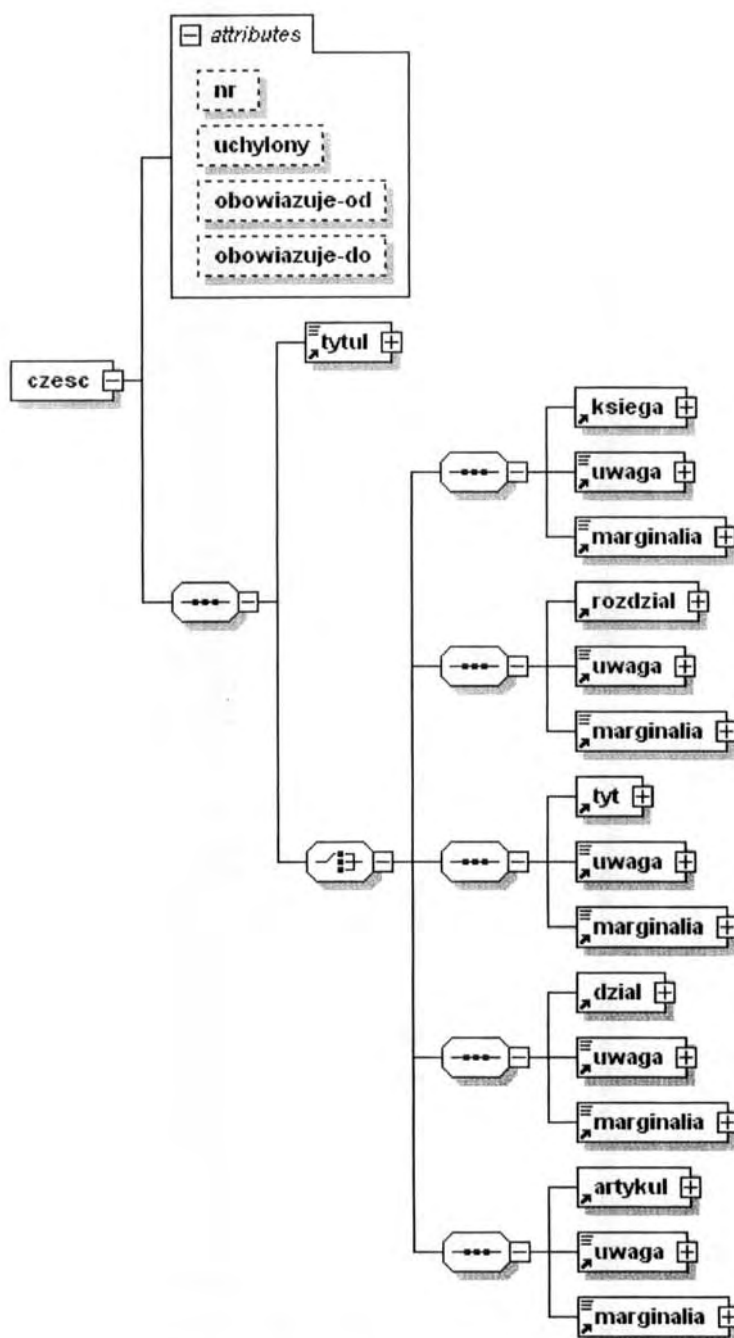 attributes
nr
uchylony
obowiazuje-od
obowiazuje-do
tytul
czesc
ksiega
uwaga
marginalia
rozdzial
uwaga
marginalia
tyt
uwaga
marginalia
dzial
uwaga
marginalia
artykul
uwaga
marginalia